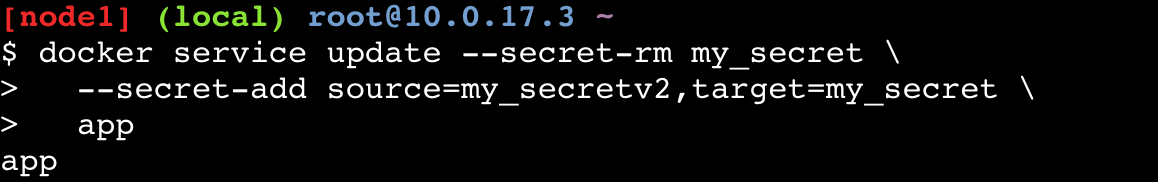 [node1] (local) root@10.0.17.3 ~
$ docker service update --secret-rm my_secret \
>   --secret-add source=my_secretv2,target=my_secret \
>   app
app